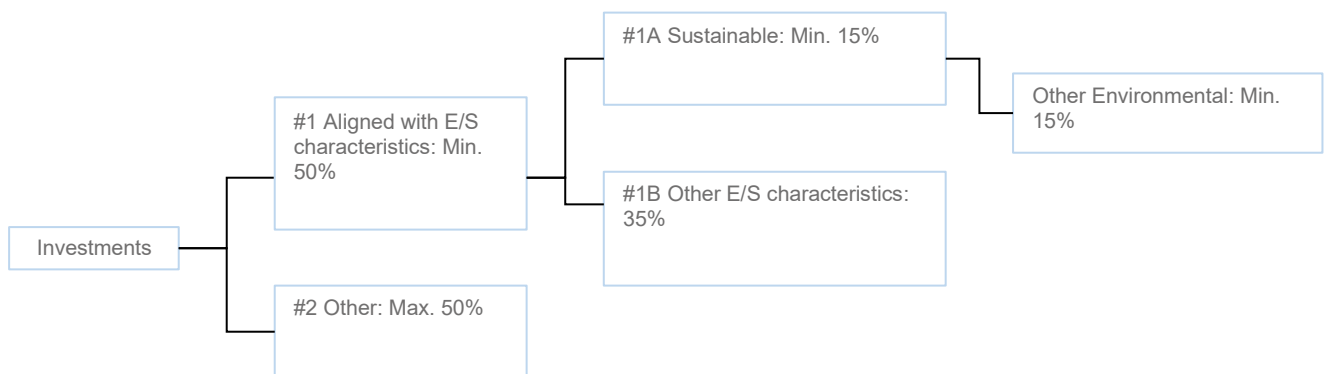 Investments
#1 Aligned with E/S
characteristics: Min.
50%
#2 Other: Max. 50%
#1A Sustainable: Min. 15%
#1B Other E/S characteristics:
35%
Other Environmental: Min.
15%